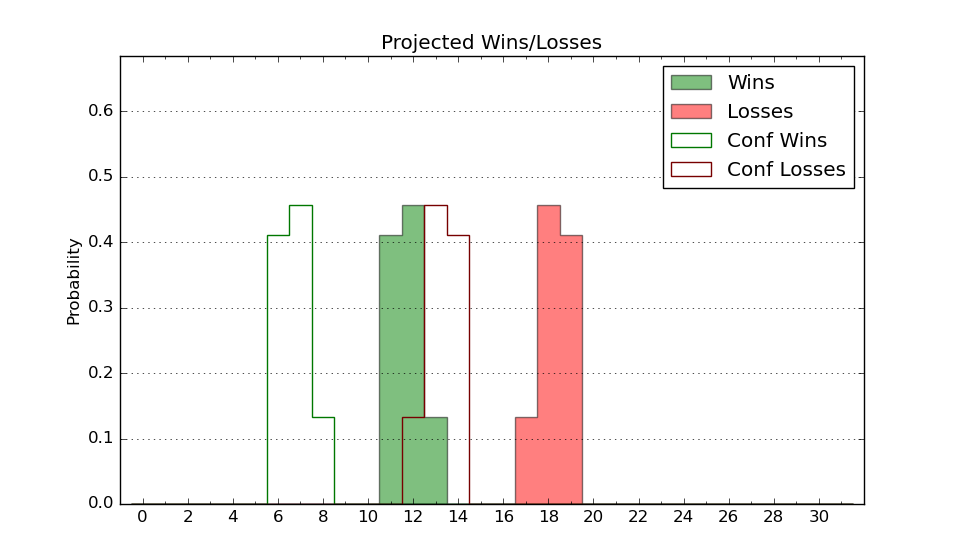 Projected Wins/Losses
Wins
Losses
Conf Wins
Conf Losses
Probability
0.6
0.5
0.4
0.3
0.2
0.1
0.0
0 2 4 6 8 10 12 14 16 18 20 22 24 26 28 30